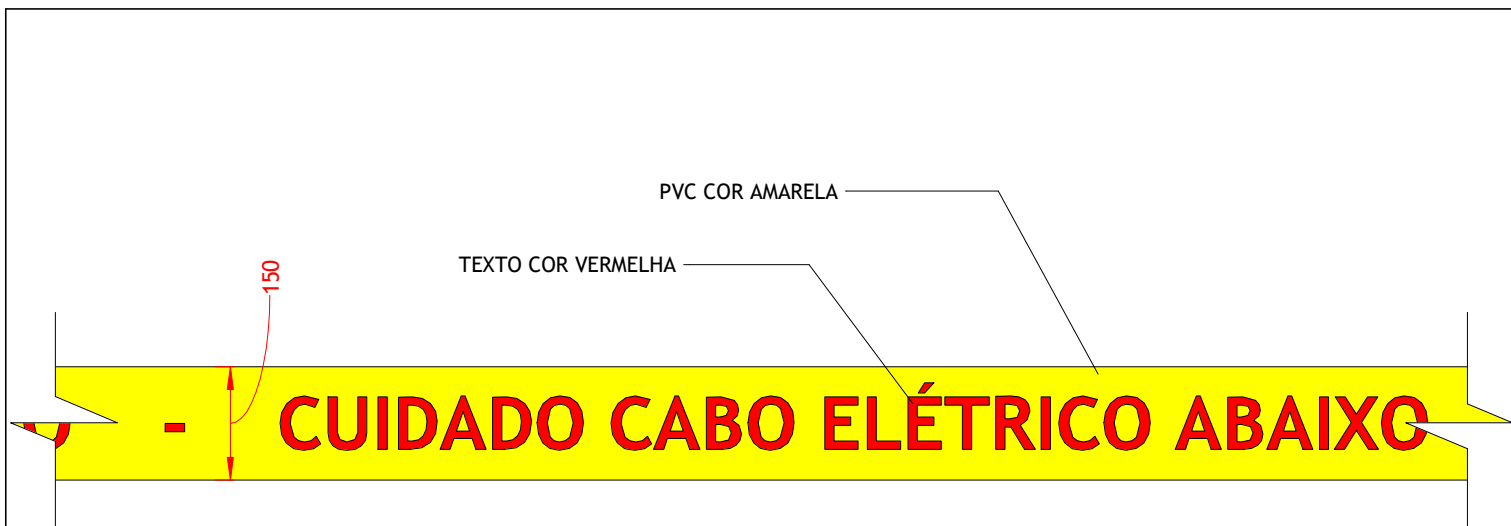 PVC COR AMARELA
TEXTO COR VERMELHA
150
O - CUIDADO CABO ELÉTRICO ABAIXO